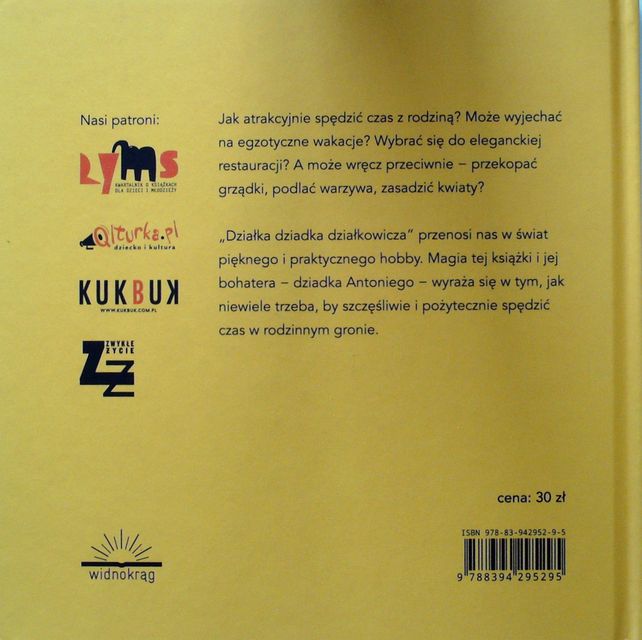 Nasi patroni:
RYMS
KWARTALNIK O KSIĄŻKACH
DLA DZIECI I MŁODZIEŻY
Qlturka.pl
dziecko i kultura
KUKBUK
WWW.KUKBUK.COM.PL
ZWYKŁE
ŻYCIE
Jak atrakcyjnie spędzić czas z rodziną? Może wyjechać
na egzotyczne wakacje? Wybrać się do eleganckiej
restauracji? A może wręcz przeciwnie – przekopać
grządki, podlać warzywa, zasadzić kwiaty?
„Działka dziadka działkowicza” przenosi nas w świat
pięknego i praktycznego hobby. Magia tej książki i jej
bohatera – dziadka Antoniego – wyraża się w tym, jak
niewiele trzeba, by szczęśliwie i pożytecznie spędzić
czas w rodzinnym gronie.
cena: 30 zł
ISBN 978-83-942952-9-5
9 788394 295295
widnokrąg